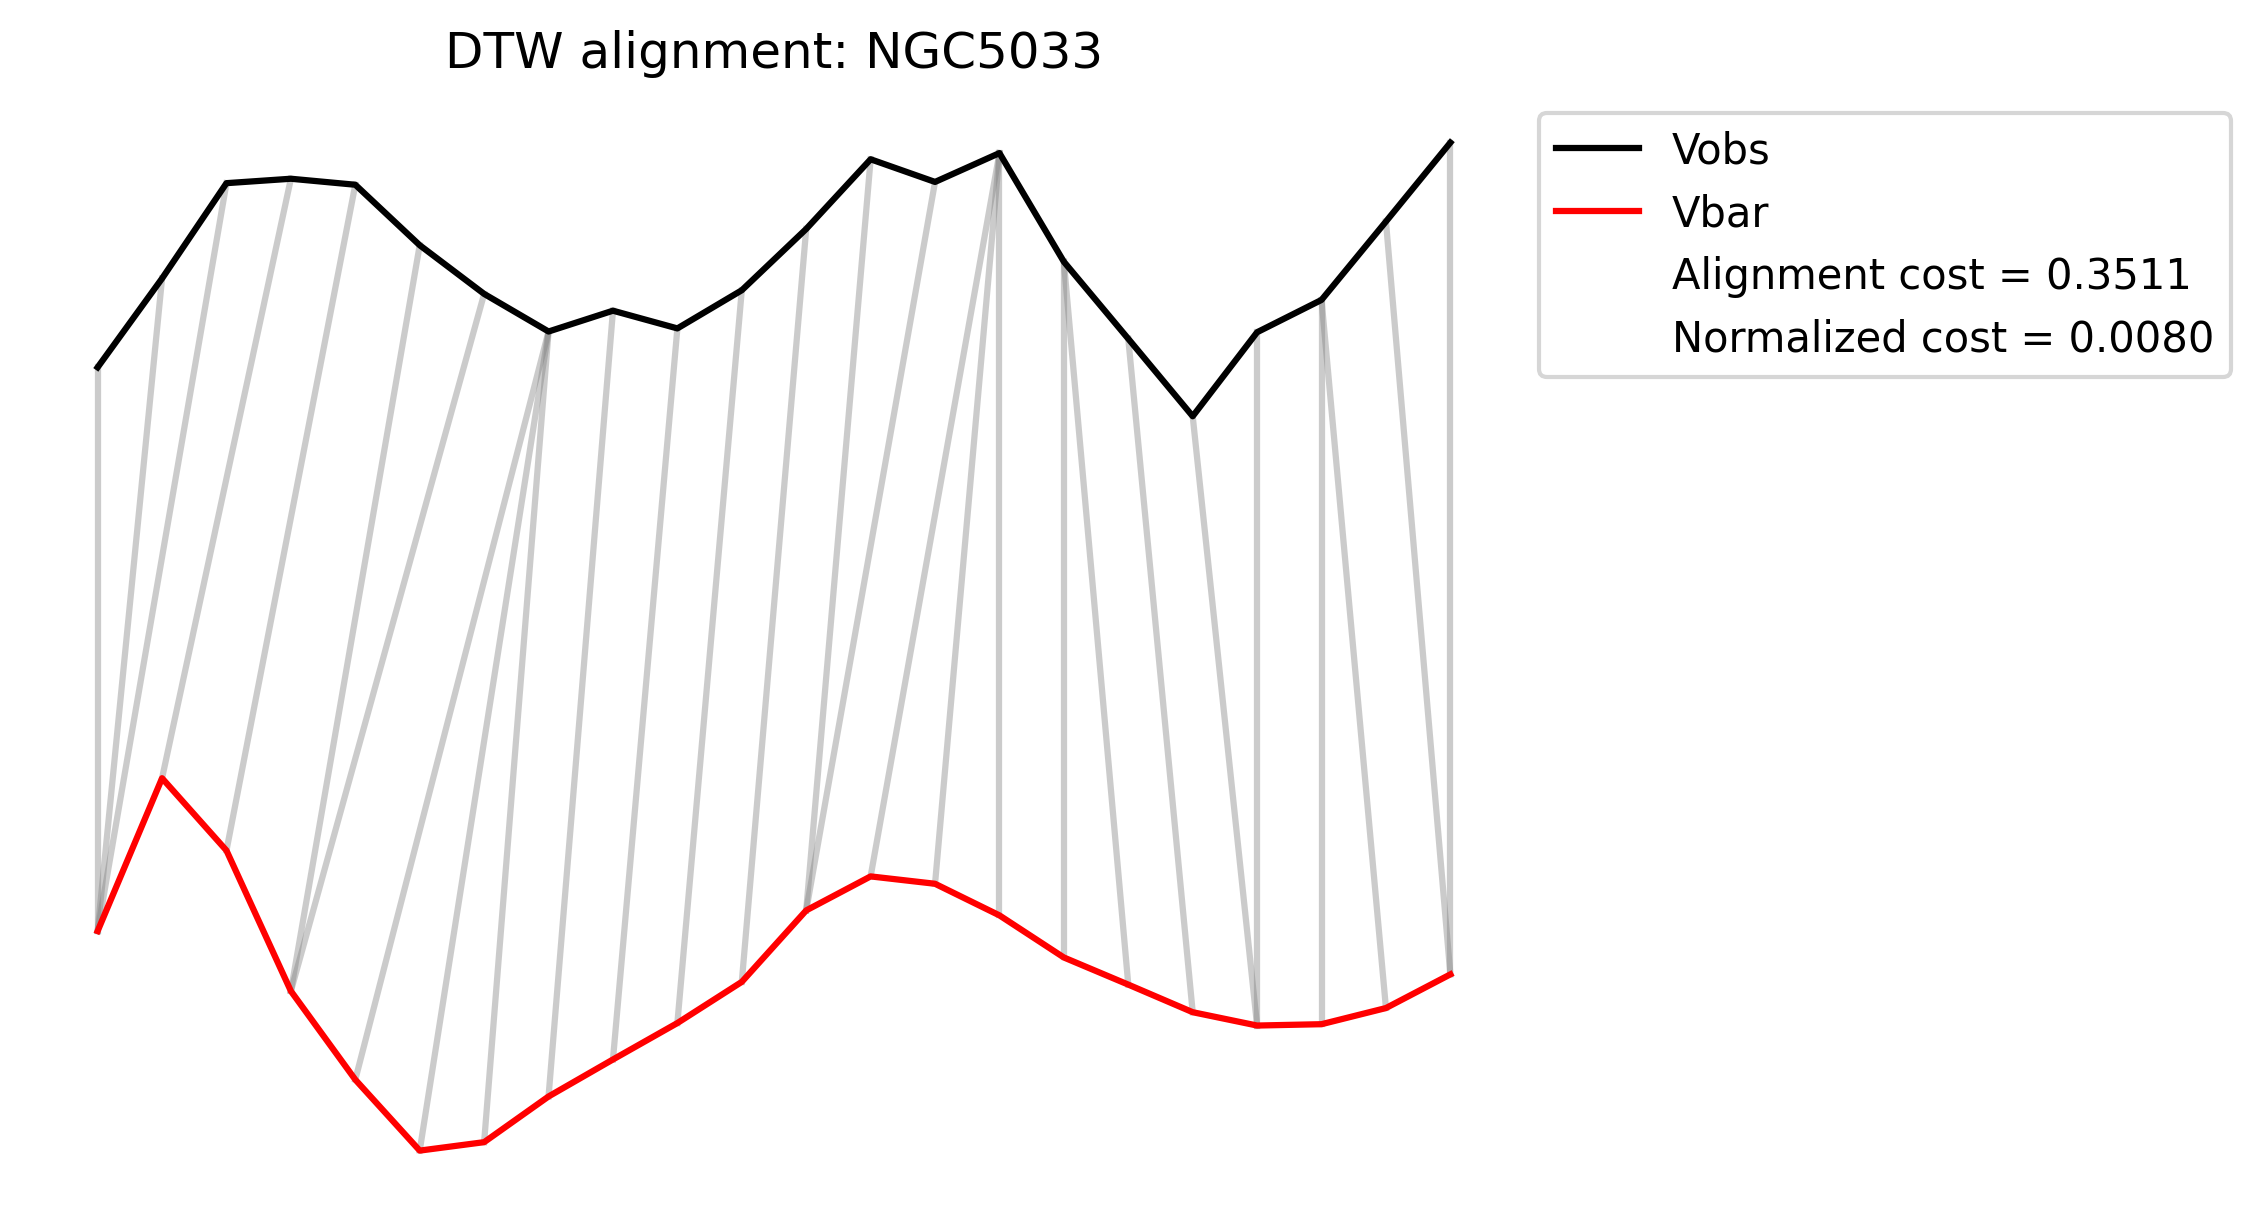 DTW alignment: NGC5033
Vobs
Vbar
Alignment cost = 0.3511
Normalized cost = 0.0080